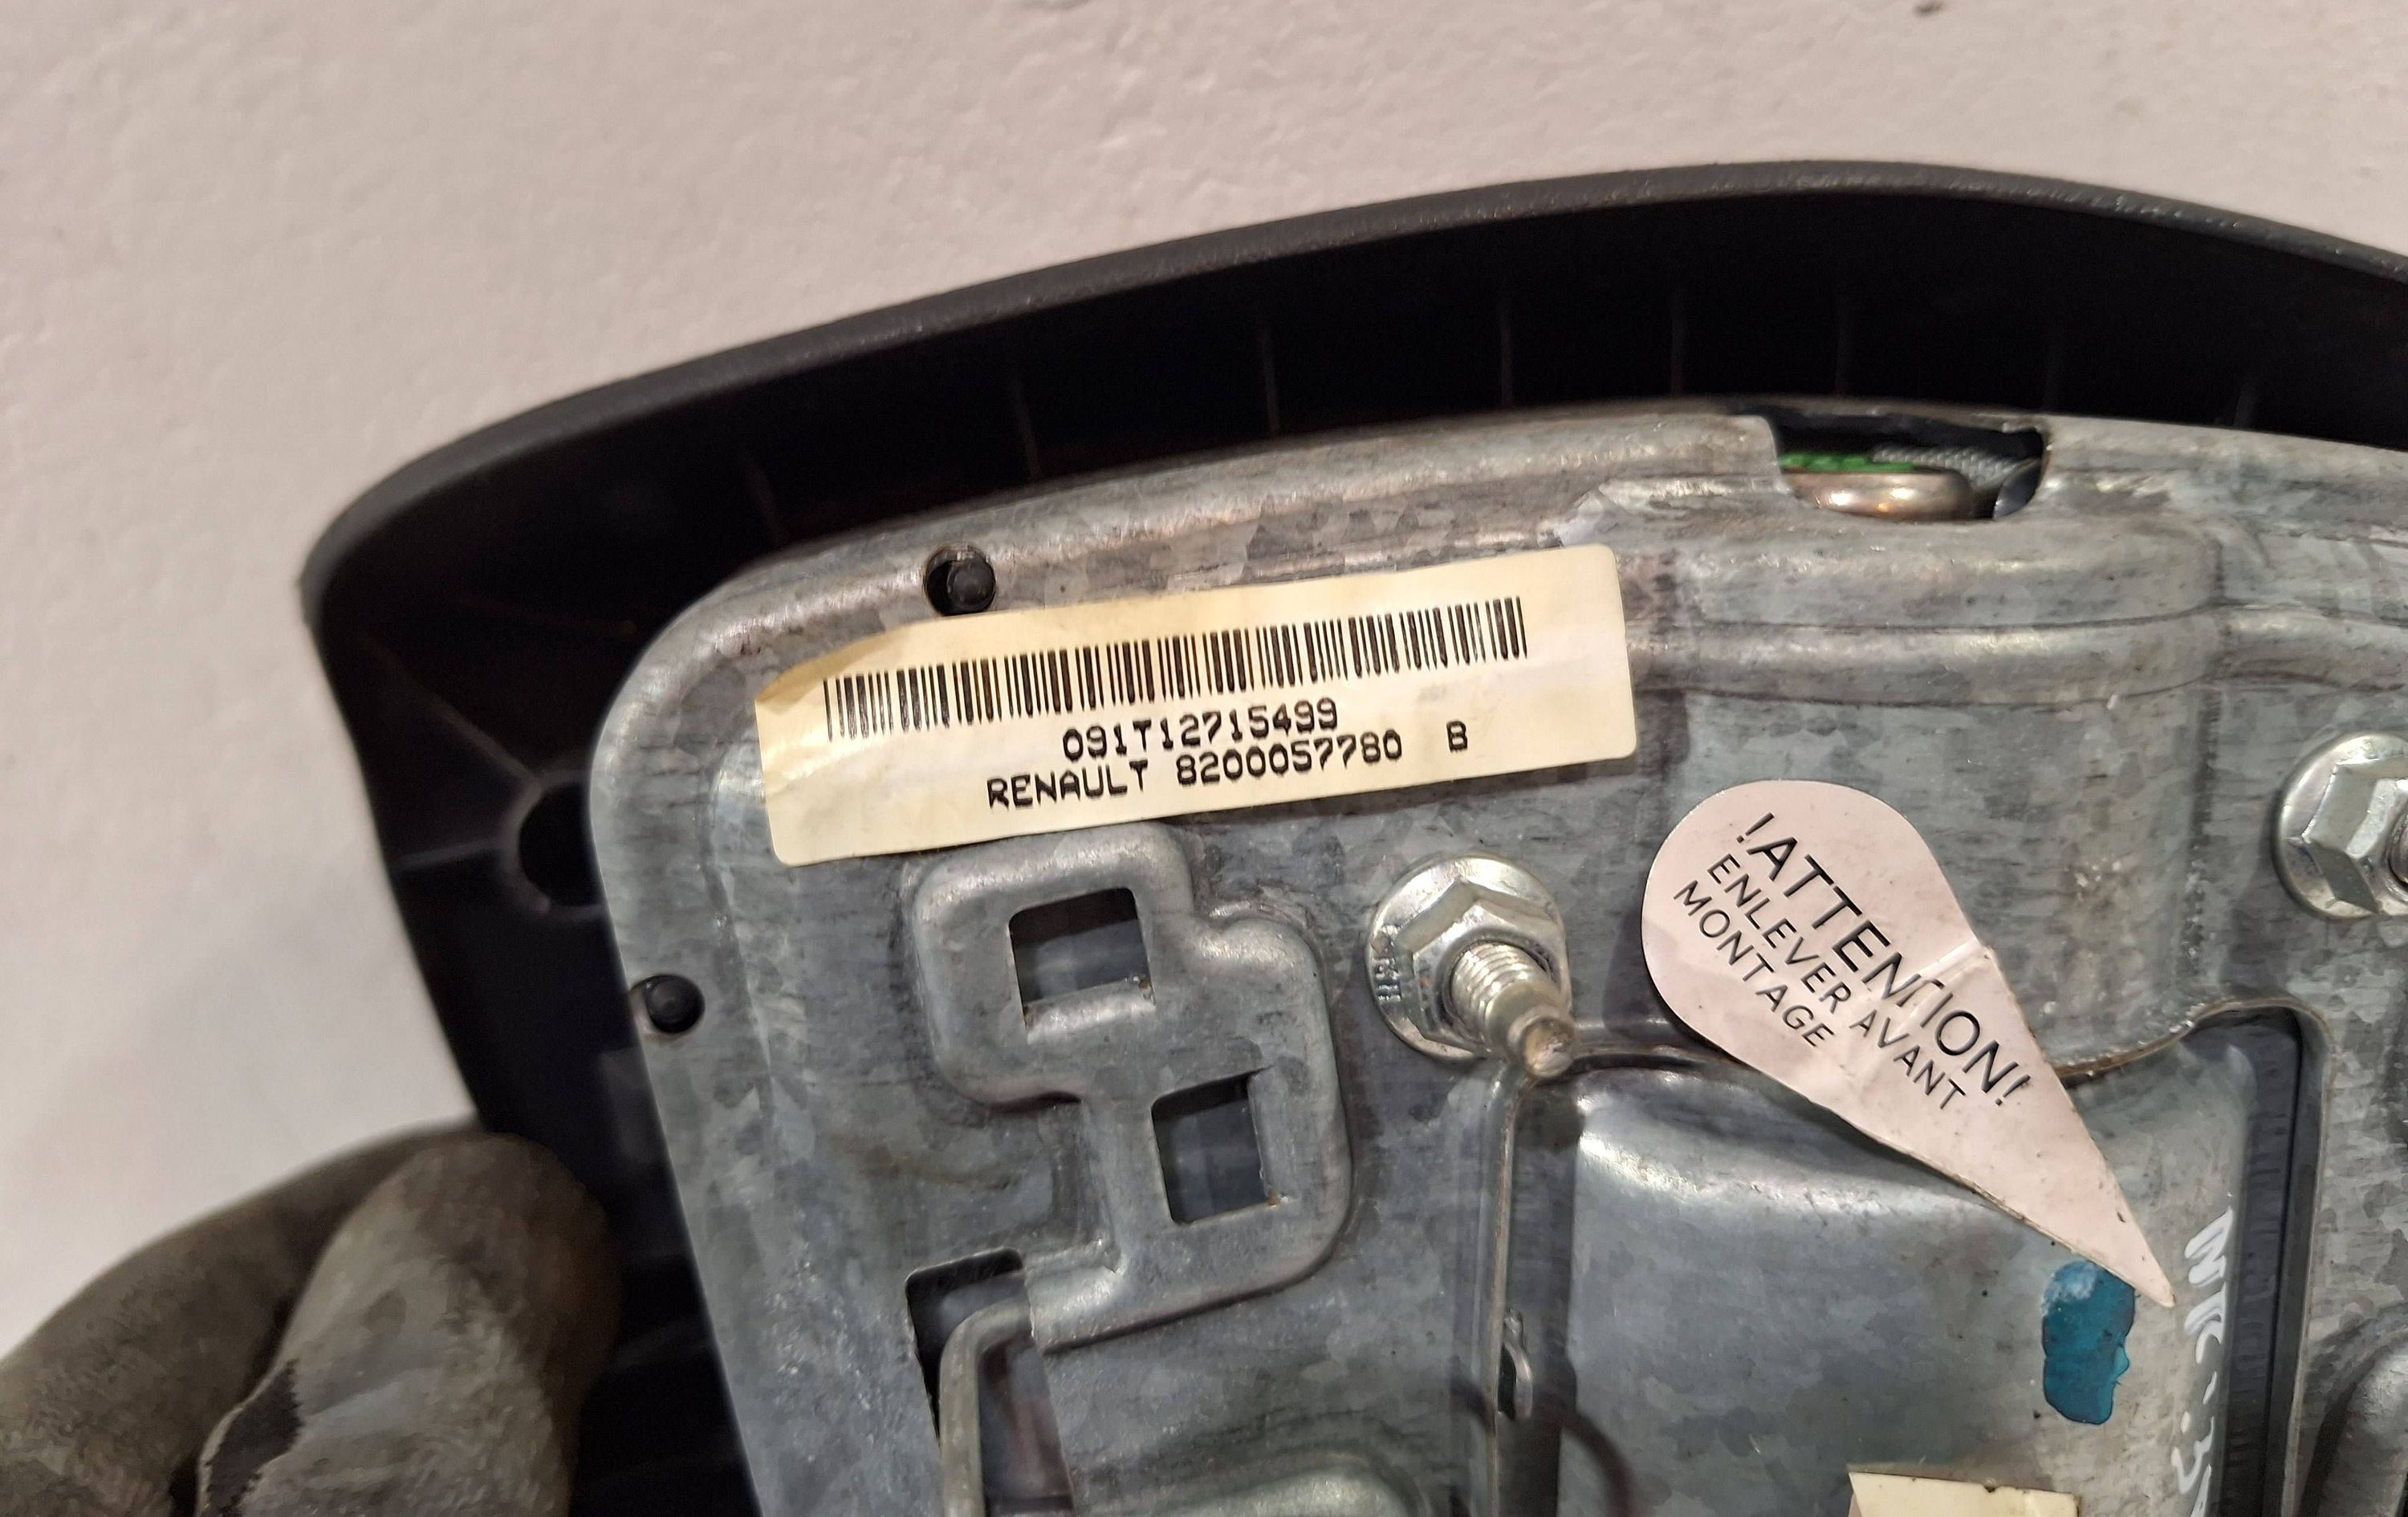 091T12715499
RENAULT 8200057780 B
!ATTENTION!
ENLEVER AVANT
MONTAGE